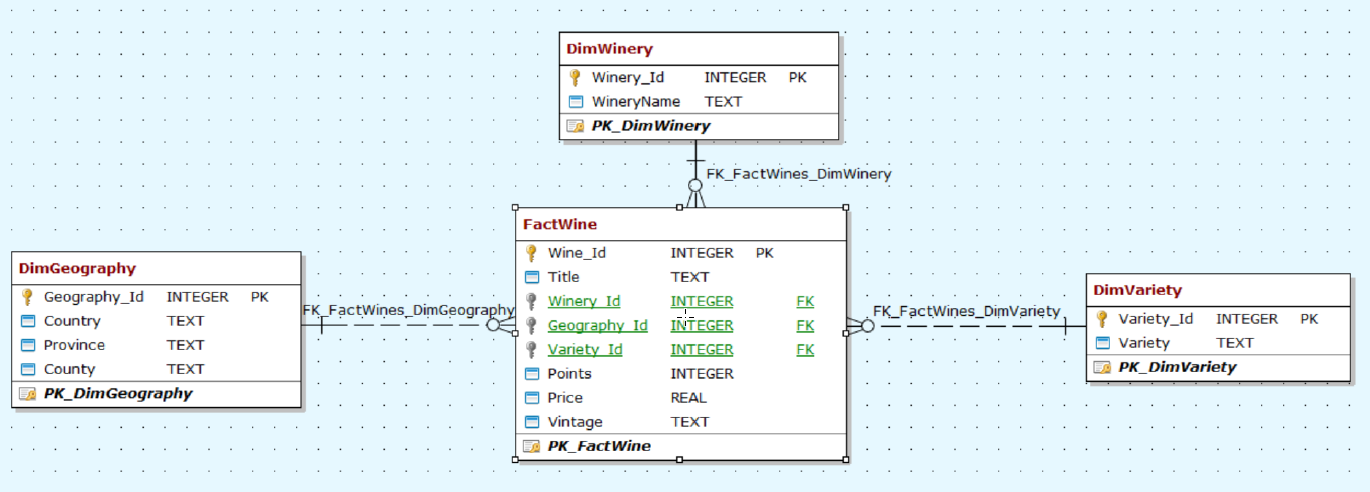 DimWinery
Winery_Id INTEGER PK
WineryName TEXT
PK_DimWinery
FK_FactWines_DimWinery
FactWine
Wine_Id INTEGER PK
Title TEXT
Winery_Id INTEGER FK
Geography_Id INTEGER FK
Variety_Id INTEGER FK
Points INTEGER
Price REAL
Vintage TEXT
PK_FactWine
DimGeography
Geography_Id INTEGER PK
Country TEXT
Province TEXT
County TEXT
PK_DimGeography
FK_FactWines_DimGeography
FK_FactWines_DimVariety
DimVariety
Variety_Id INTEGER PK
Variety TEXT
PK_DimVariety